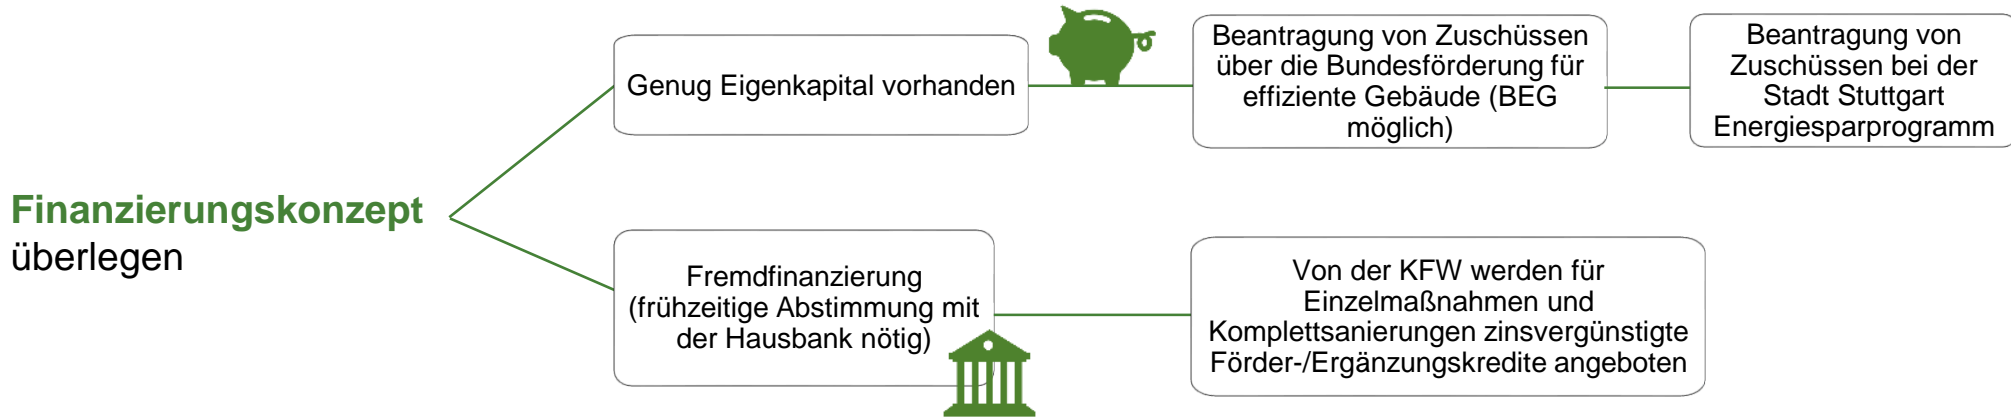 Finanzierungskonzept
überlegen
Genug Eigenkapital vorhanden
Beantragung von Zuschüssen
über die Bundesförderung für
effiziente Gebäude (BEG
möglich)
Beantragung von
Zuschüssen bei der
Stadt Stuttgart
Energiesparprogramm
Fremdfinanzierung
(frühzeitige Abstimmung mit
der Hausbank nötig)
Von der KFW werden für
Einzelmaßnahmen und
Komplettsanierungen zinsvergünstigte
Förder-/Ergänzungskredite angeboten